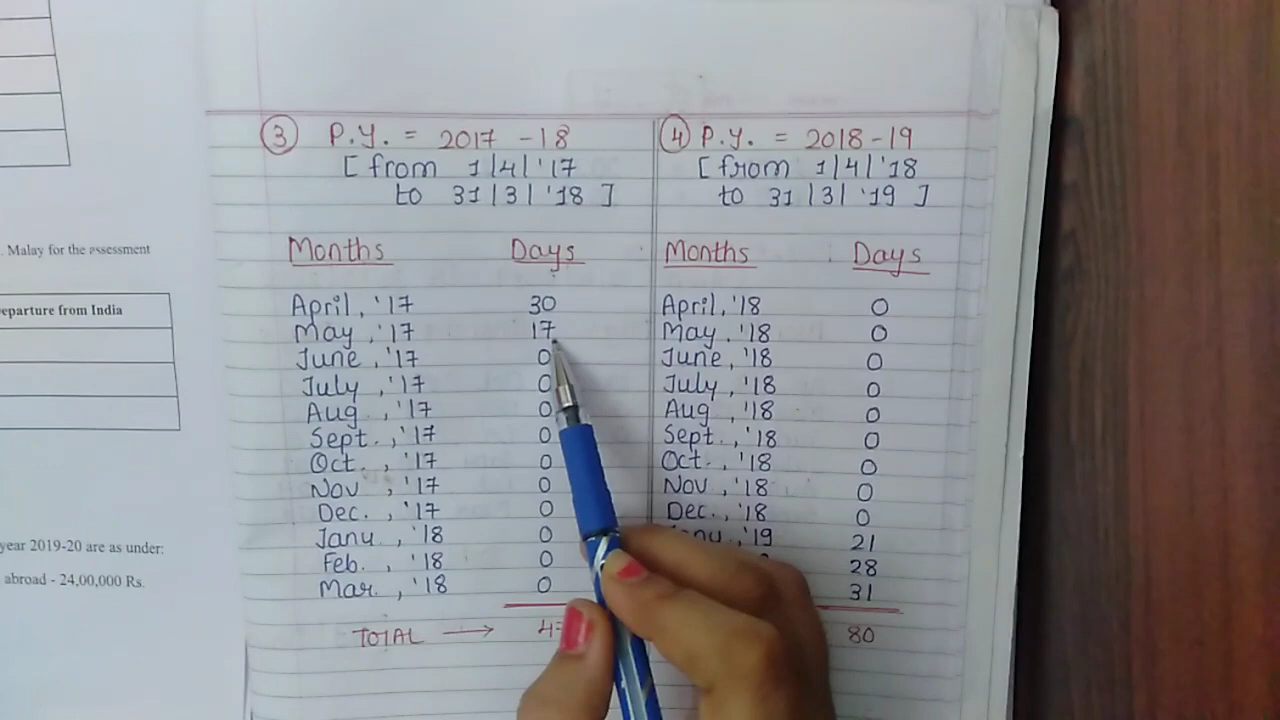 . Malay for the assessment
eparture from India
year 2019-20 are as under:
abroad - 24,00,000 Rs.
③ P.Y. = 2017 -18
[ from 1/4/'17
to 31/3/'18 ]
Months Days
April, '17 30
May, '17 17
June, '17 0
July, '17 0
Aug, '17 0
Sept., '17 0
Oct., '17 0
Nov, '17 0
Dec., '17 0
Janu, '18 0
Feb., '18 0
Mar., '18 0
TOTAL →
④ P.Y. = 2018-19
[ from 1/4/'18
to 31/3/'19 ]
Months Days
April, '18 0
May, '18 0
June, '18 0
July, '18 0
Aug, '18 0
Sept., '18 0
Oct., '18 0
Nov, '18 0
Dec., '18 0
'19 21
28
31
80